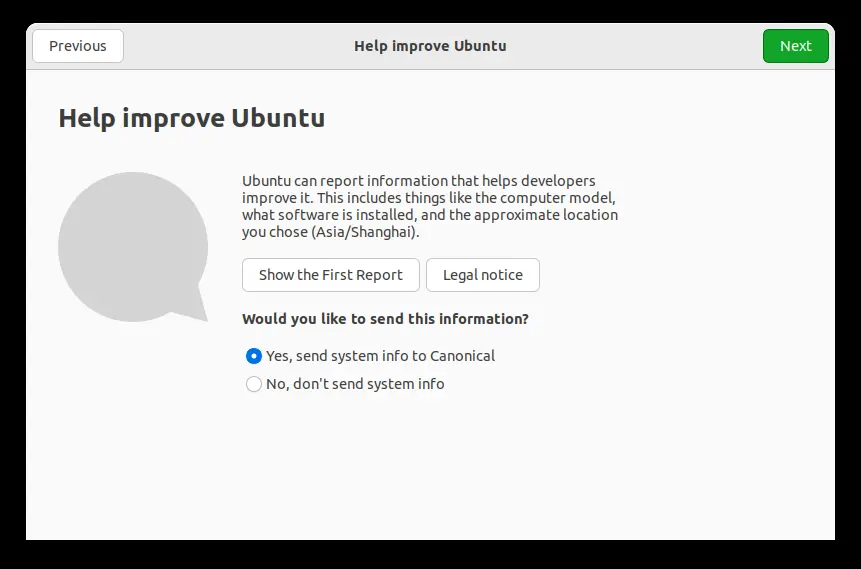 Previous
Help improve Ubuntu
Next
Help improve Ubuntu
Ubuntu can report information that helps developers
improve it. This includes things like the computer model,
what software is installed, and the approximate location
you chose (Asia/Shanghai).
Show the First Report
Legal notice
Would you like to send this information?
Yes, send system info to Canonical
No, don't send system info